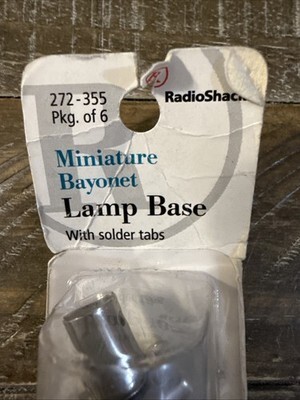 272-355
Pkg. of 6
RadioShack
Miniature
Bayonet
Lamp Base
With solder tabs